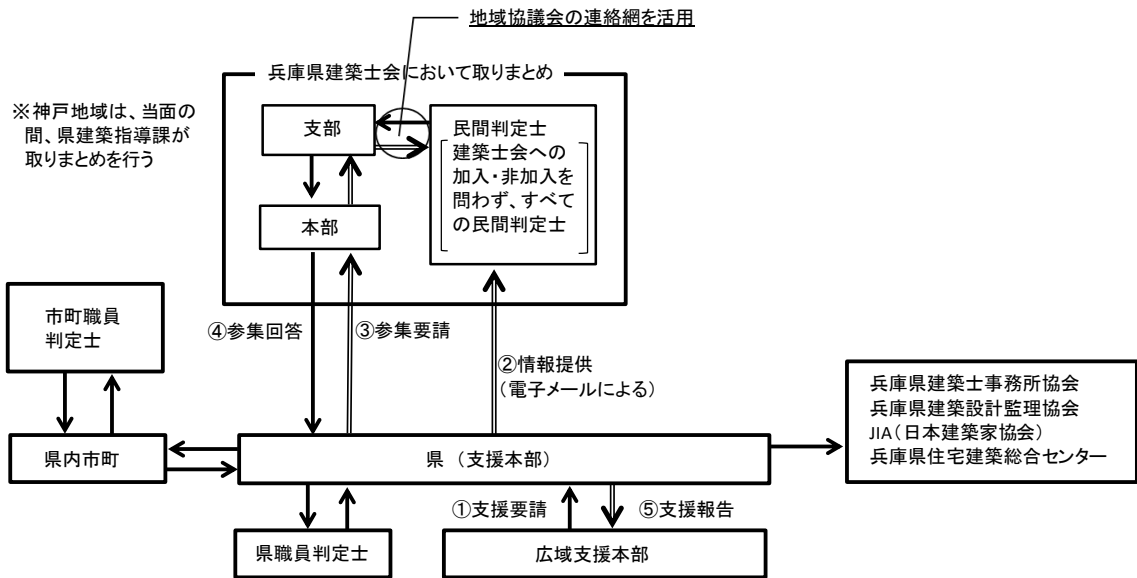 地域協議会の連絡網を活用
兵庫県建築士会において取りまとめ
※神戸地域は、当面の
間、県建築指導課が
取りまとめを行う
支部
民間判定士
建築士会への
加入・非加入を
問わず、すべて
の民間判定士
本部
市町職員
判定士
④参集回答
③参集要請
②情報提供
(電子メールによる)
兵庫県建築士事務所協会
兵庫県建築設計監理協会
JIA(日本建築家協会)
兵庫県住宅建築総合センター
県内市町
県 (支援本部)
①支援要請
⑤支援報告
県職員判定士
広域支援本部